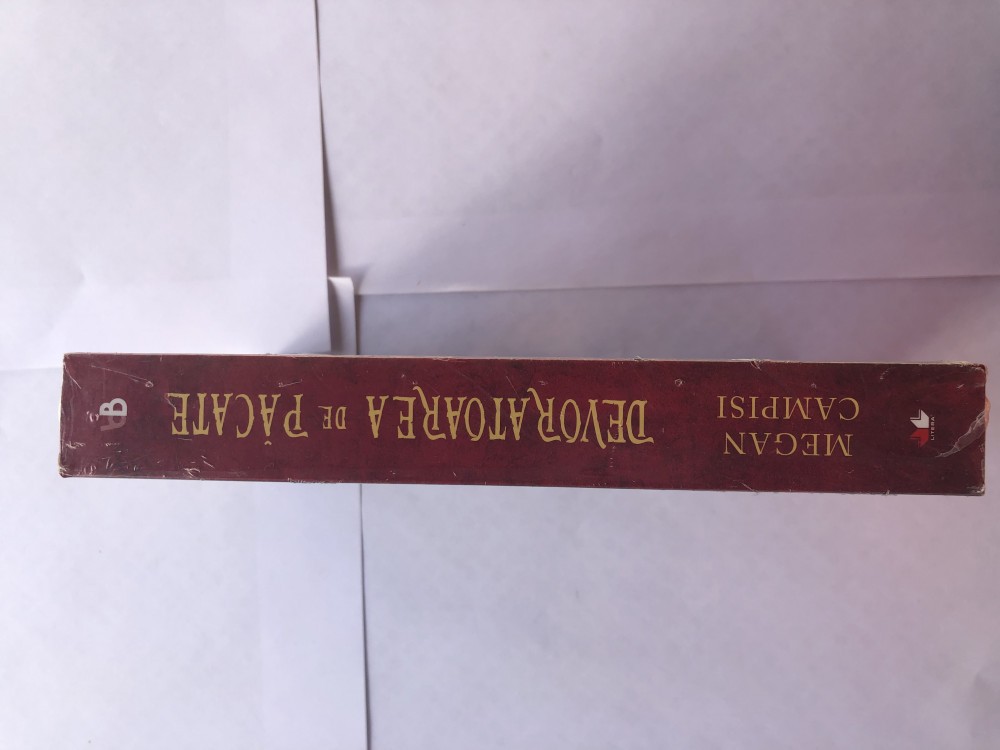 LITERA
MEGAN
CAMPISI
DEVORATOAREA DE PĂCATE
B